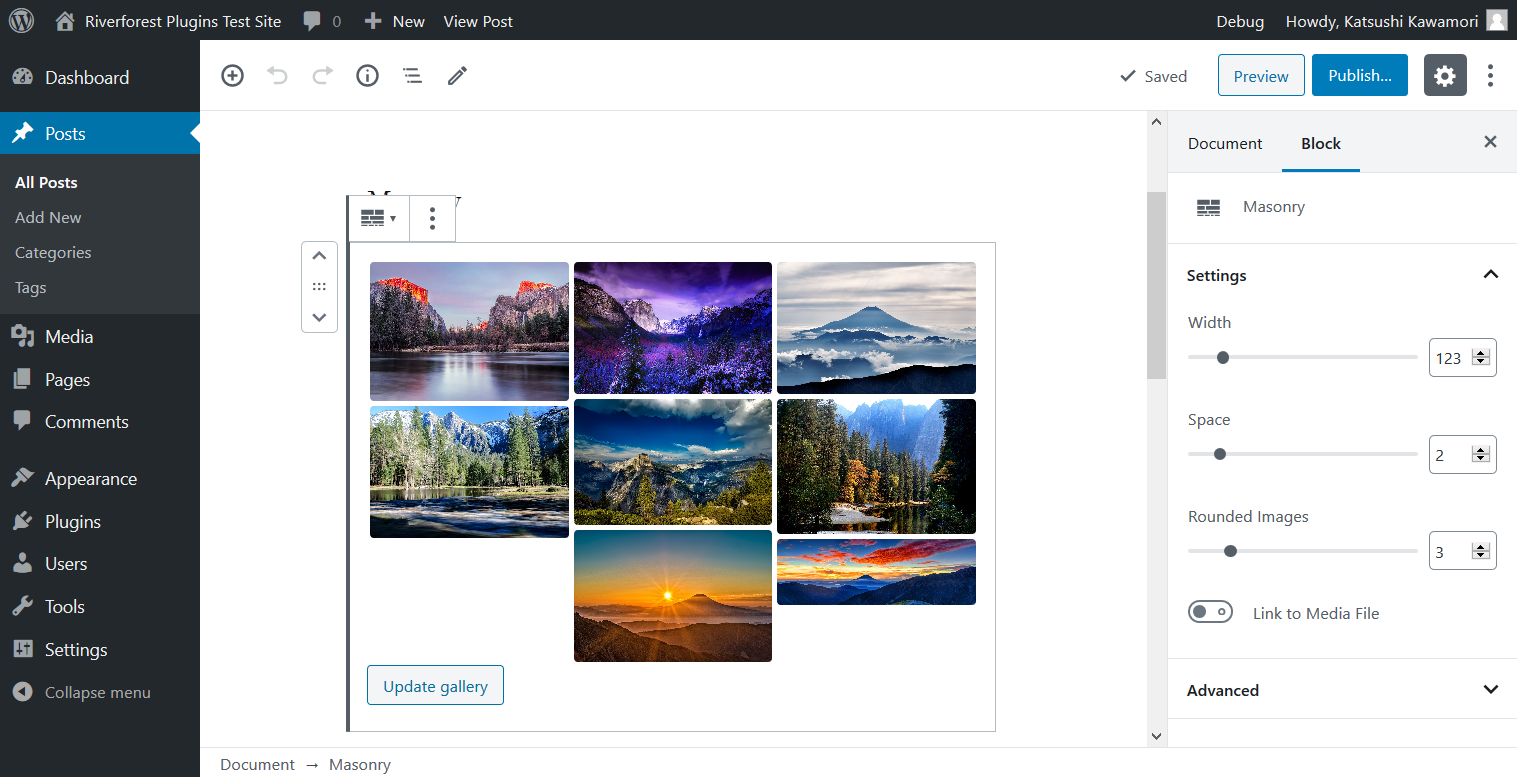 Riverforest Plugins Test Site 0 New View Post Debug Howdy, Katsushi Kawamori
Dashboard
Posts
All Posts
Add New
Categories
Tags
Media
Pages
Comments
Appearance
Plugins
Users
Tools
Settings
Collapse menu
Saved Preview Publish...
Update gallery
Document → Masonry
Document Block
Masonry
Settings
Width
123
Space
2
Rounded Images
3
Link to Media File
Advanced